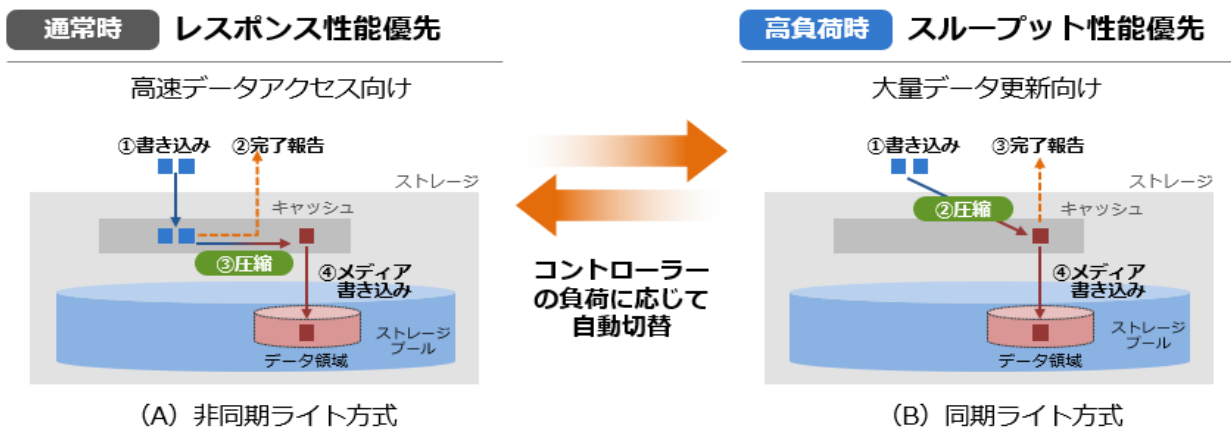 通常時 レスポンス性能優先
高速データアクセス向け
①書き込み ②完了報告
ストレージ
キャッシュ
③圧縮
④メディア
書き込み
ストレージ
プール
データ領域
(A)非同期ライト方式
コントローラー
の負荷に応じて
自動切替
高負荷時 スループット性能優先
大量データ更新向け
①書き込み ③完了報告
ストレージ
②圧縮 キャッシュ
④メディア
書き込み
ストレージ
プール
データ領域
(B)同期ライト方式